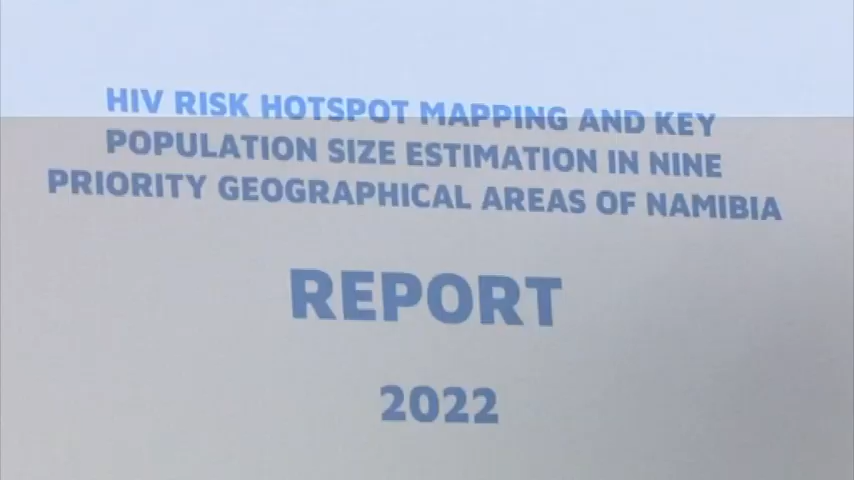 HIV RISK HOTSPOT MAPPING AND KEY
POPULATION SIZE ESTIMATION IN NINE
PRIORITY GEOGRAPHICAL AREAS OF NAMIBIA
REPORT
2022